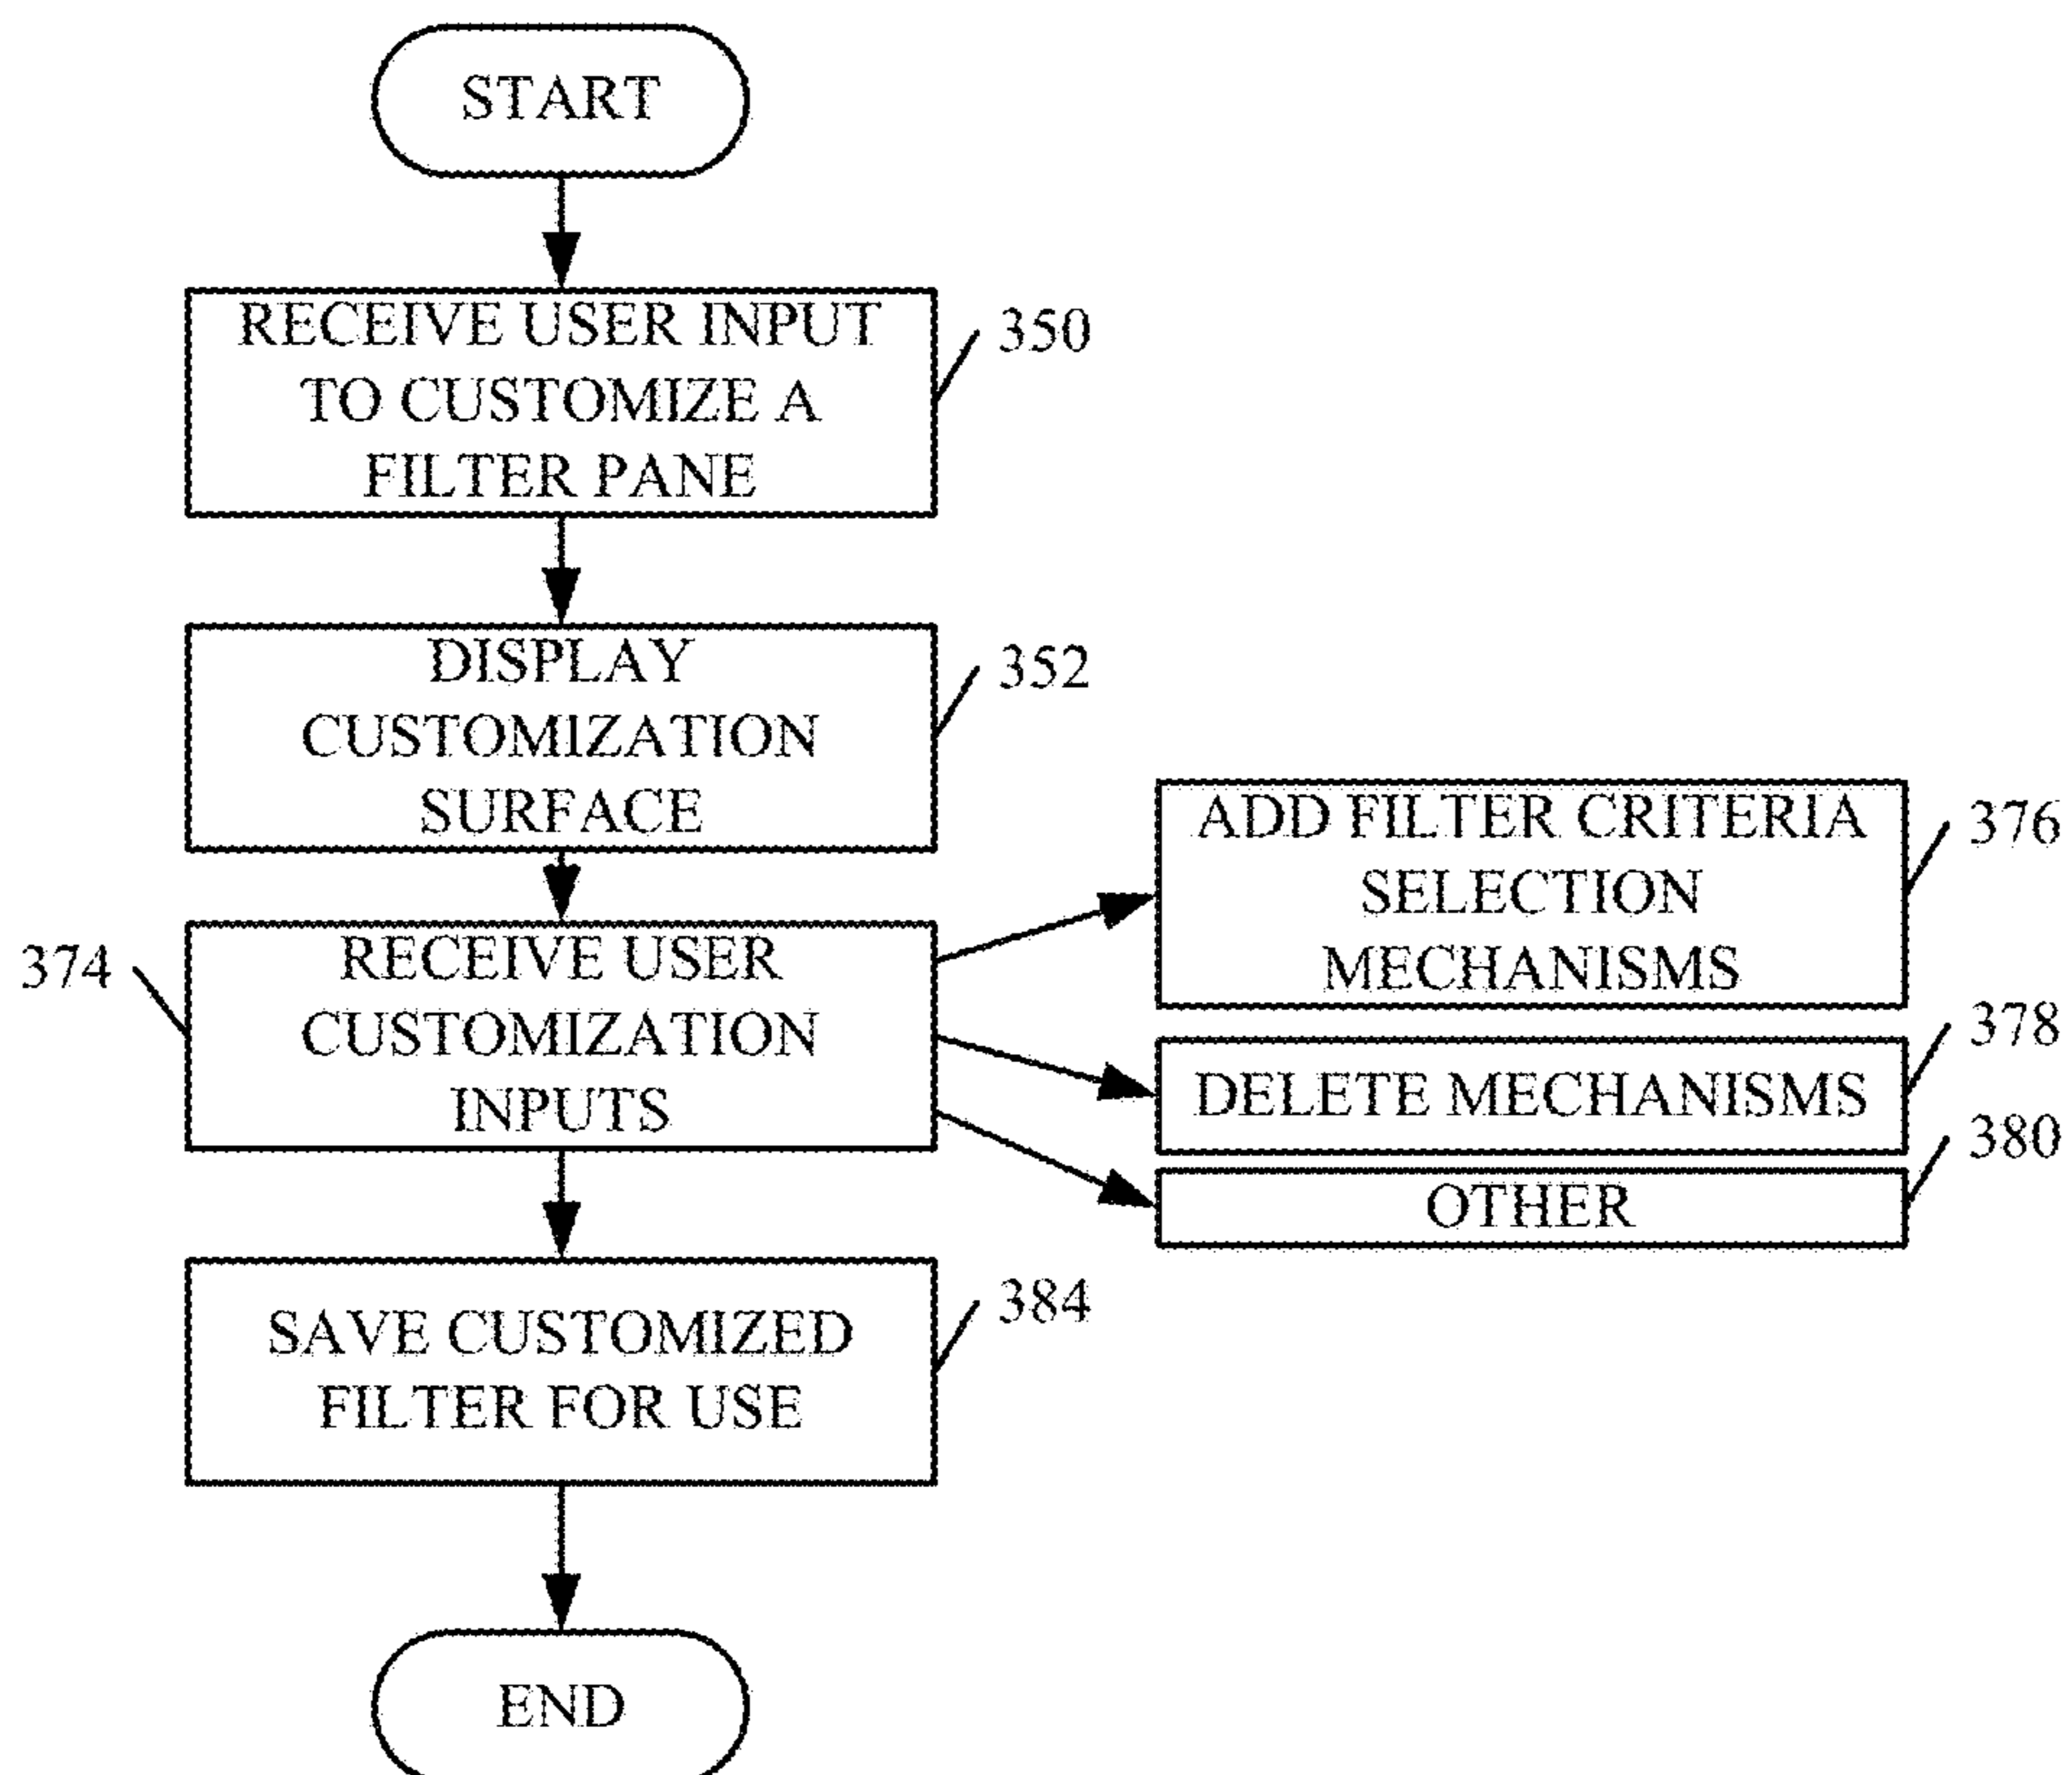 START
RECEIVE USER INPUT
TO CUSTOMIZE A
FILTER PANE
350
DISPLAY
CUSTOMIZATION
SURFACE
352
374
RECEIVE USER
CUSTOMIZATION
INPUTS
ADD FILTER CRITERIA
SELECTION
MECHANISMS
376
DELETE MECHANISMS
378
OTHER
380
SAVE CUSTOMIZED
FILTER FOR USE
384
END